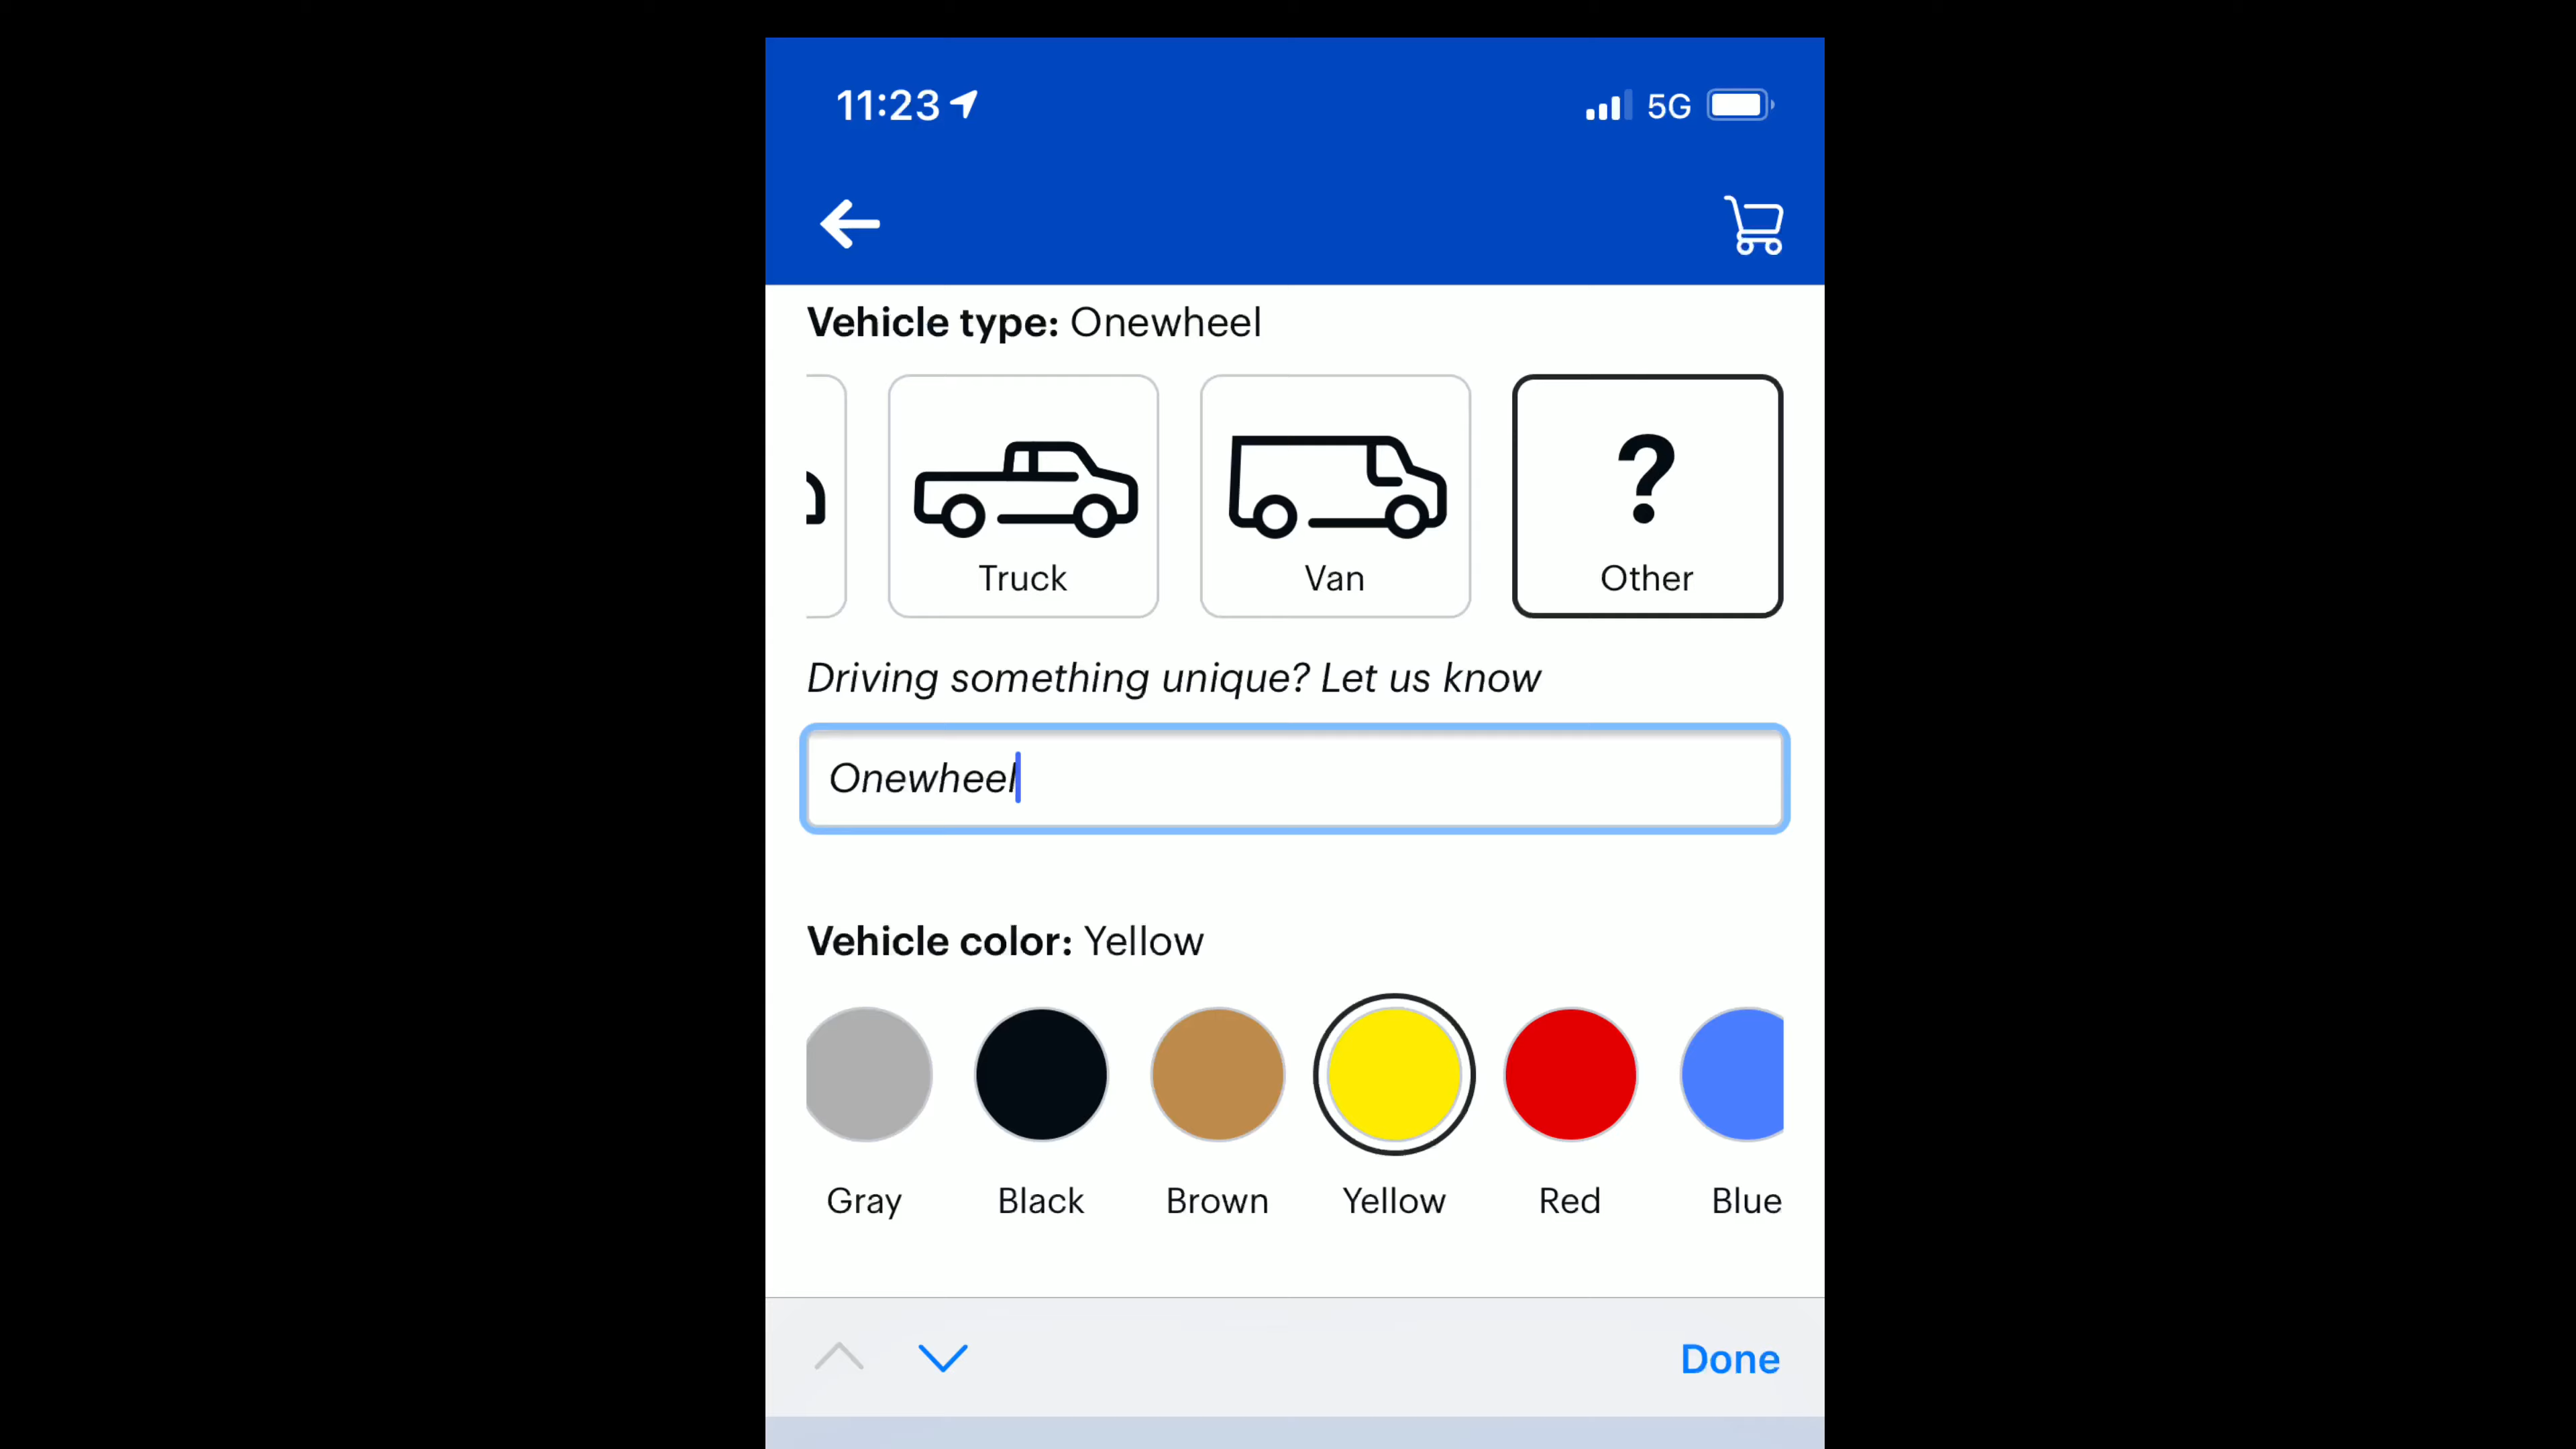 11:23 5G
Vehicle type: Onewheel
Truck Van ? Other
Driving something unique? Let us know
Onewheel
Vehicle color: Yellow
Gray Black Brown Yellow Red Blue
Done